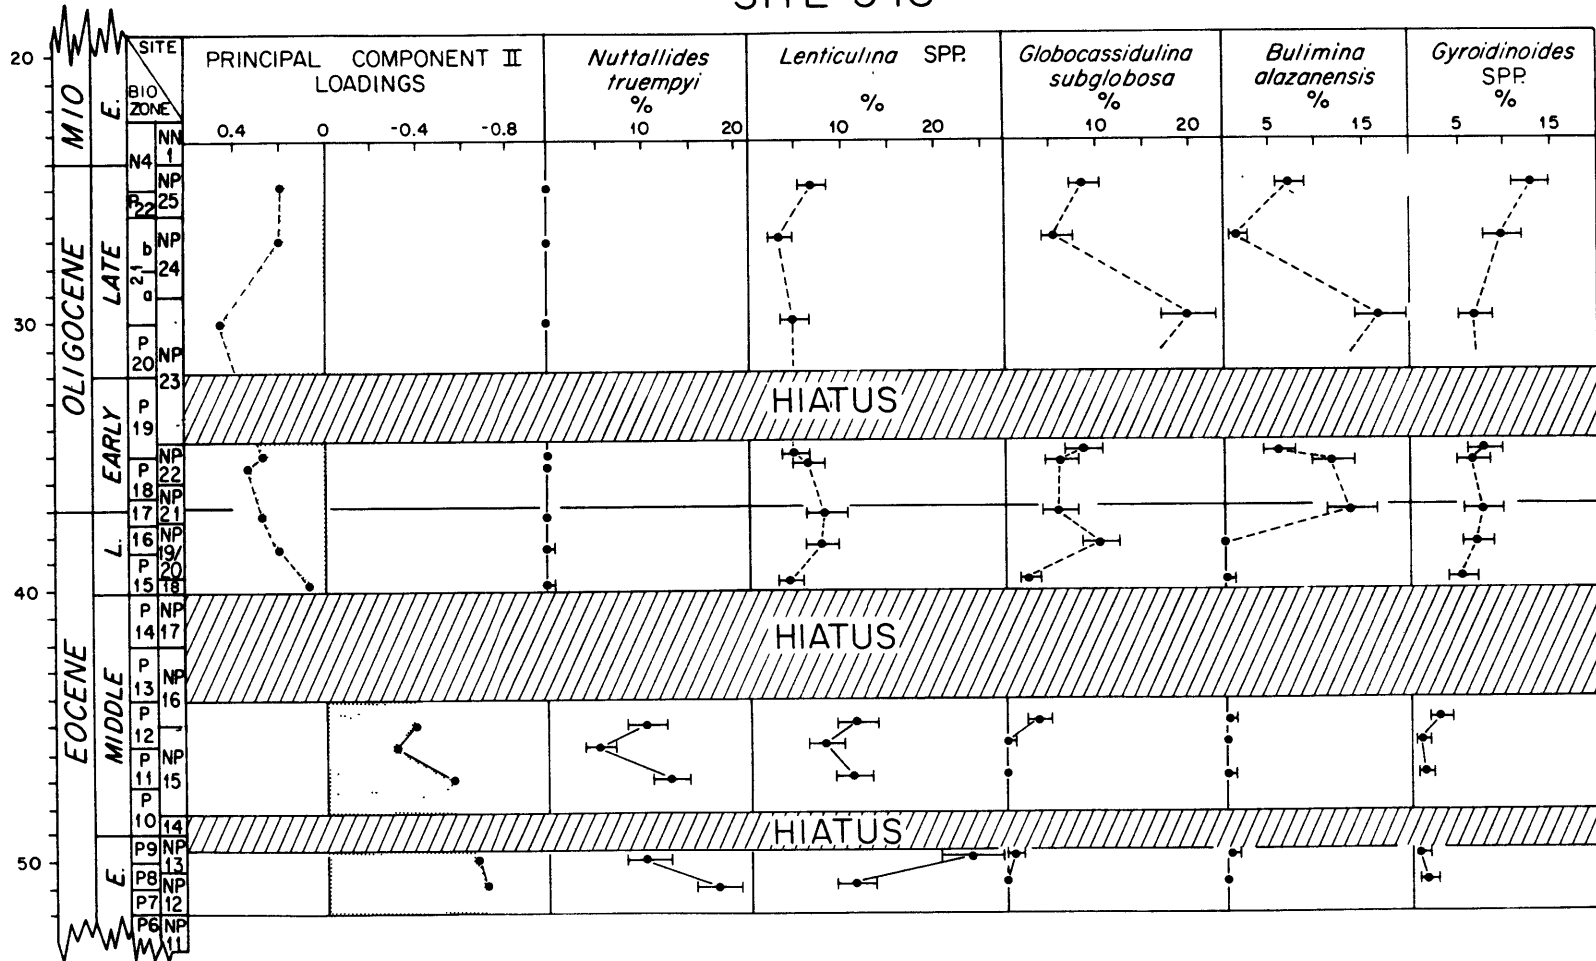 SITE
BIO
ZONE
PRINCIPAL COMPONENT II
LOADINGS
0.4 0 -0.4 -0.8
Nuttallides
truempyi
%
10 20
Lenticulina SPP.
%
10 20
Globocassidulina
subglobosa
%
10 20
Bulimina
alazanensis
%
5 15
Gyroidinoides
SPP.
%
5 15
20
30
40
50
MIO
OLIGOCENE
EOCENE
E.
LATE
EARLY
L.
MIDDLE
E.
N4
P22
21
b
a
P
20
P
19
P
18
17
16
P
15
P
14
P
13
P
12
P
11
P
10
P9
P8
P7
P6
NN
1
NP
25
NP
24
NP
23
NP
22
NP
21
NP
19/
20
18
NP
17
NP
16
NP
15
14
NP
13
NP
12
NP
11
HIATUS
HIATUS
HIATUS